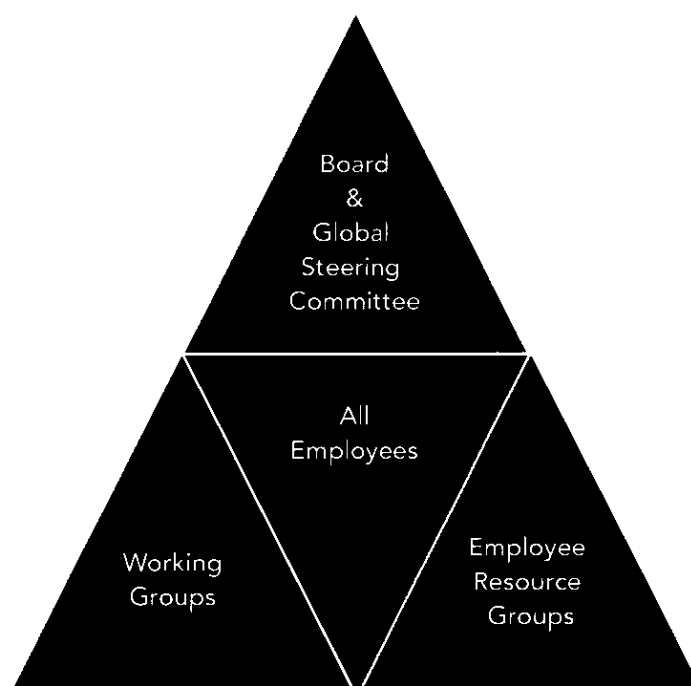 Board
&
Global
Steering
Committee
All
Employees
Working
Groups
Employee
Resource
Groups